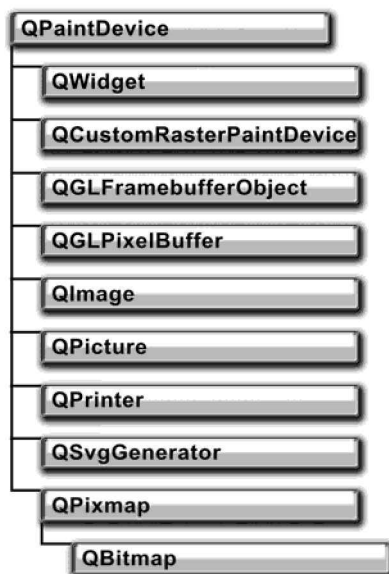 QPaintDevice
QWidget
QCustomRasterPaintDevice
QGLFramebufferObject
QGLPixelBuffer
QImage
QPicture
QPrinter
QSvgGenerator
QPixmap
QBitmap